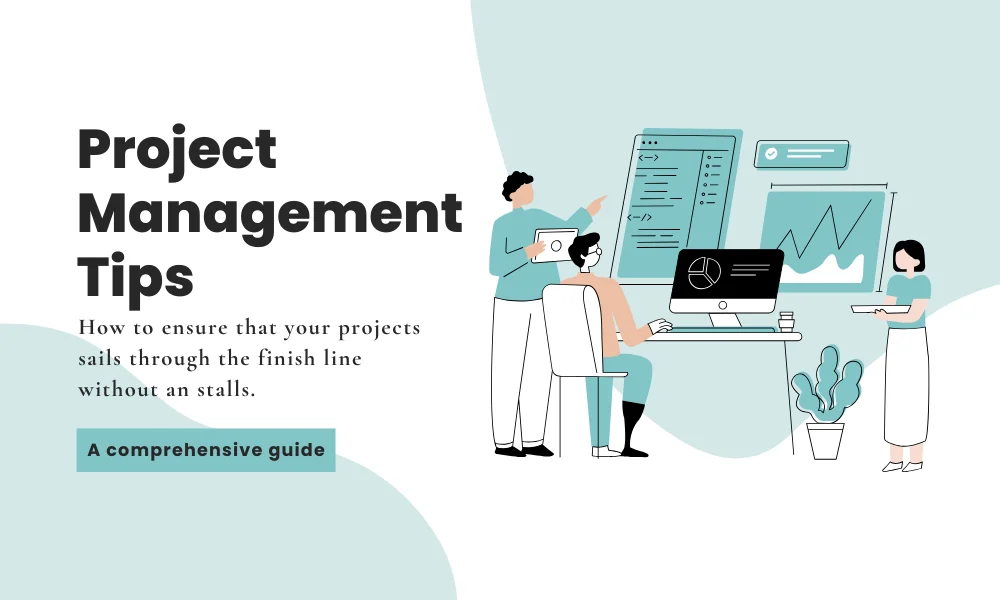 Project
Management
Tips
How to ensure that your projects
sails through the finish line
without an stalls.
A comprehensive guide
<—>
<—/>